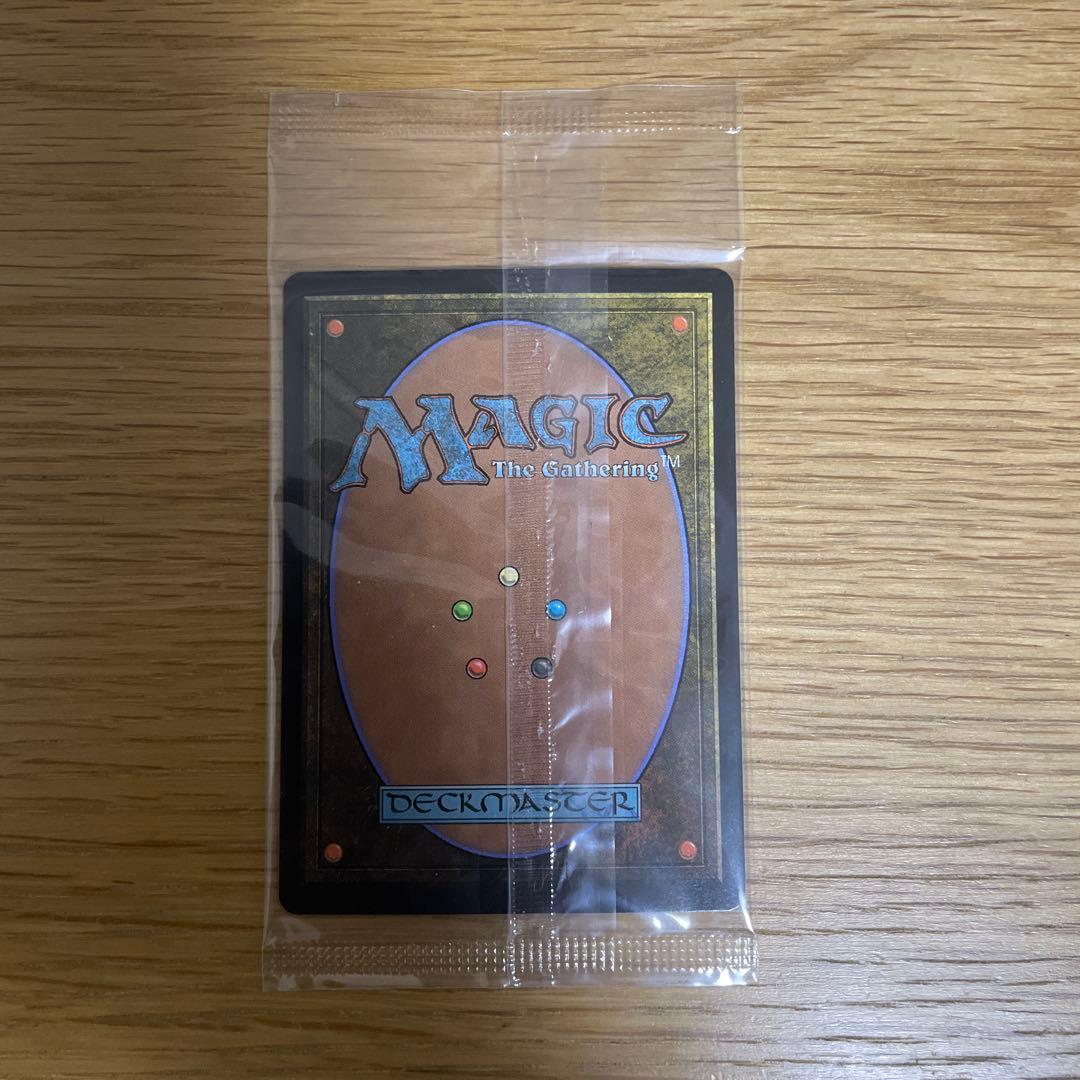 MAGIC
The Gathering™
DECKMASTER